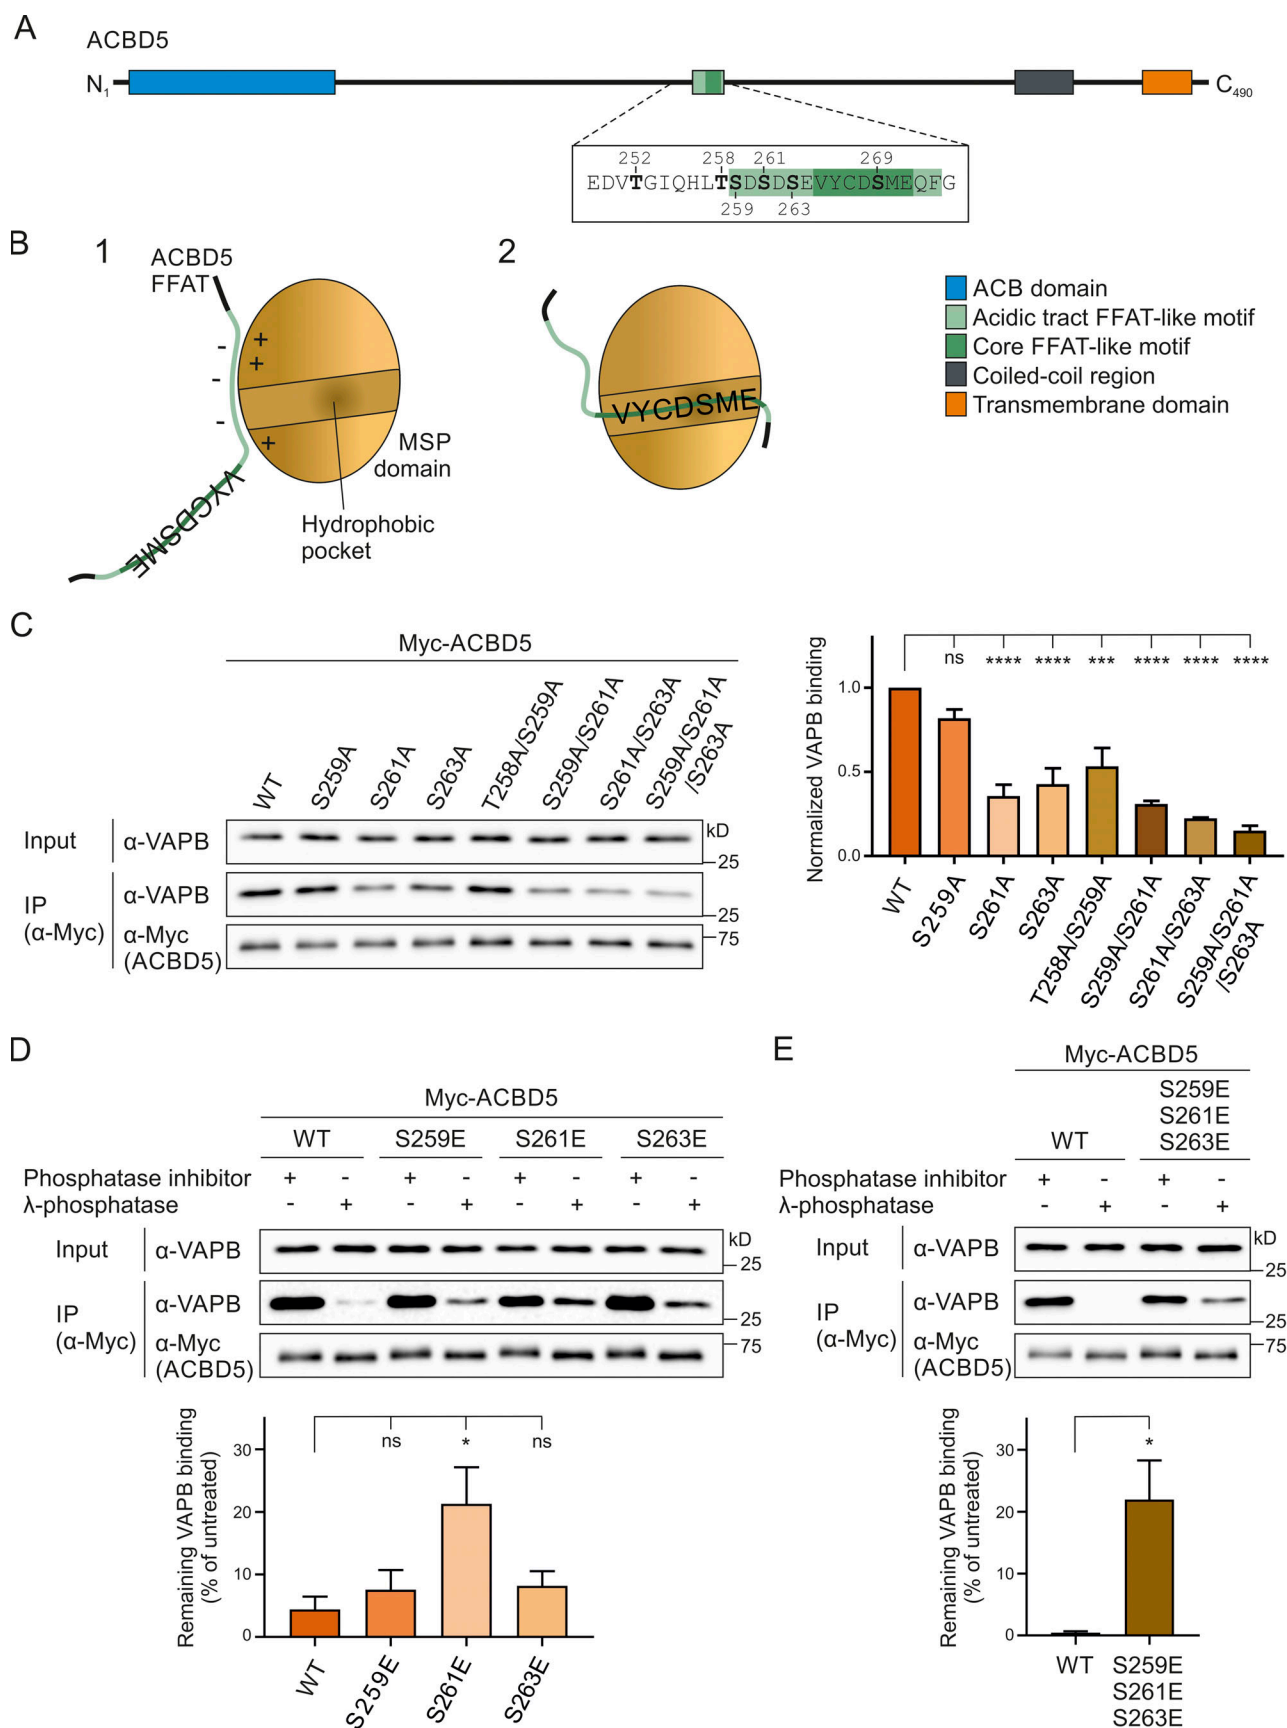 A
ACBD5
N1
C490
252 258 261 269
EDVTGIQHLTSDSDSEVYCDSMEQFG
259 263
B
1
ACBD5
FFAT
-
+
+
-
-
+
VYCDSME
MSP
domain
Hydrophobic
pocket
2
VYCDSME
ACB domain
Acidic tract FFAT-like motif
Core FFAT-like motif
Coiled-coil region
Transmembrane domain
C
Myc-ACBD5
WT
S259A
S261A
S263A
T258A/S259A
S259A/S261A
S261A/S263A
S259A/S261A
/S263A
Input
α-VAPB
kD
25
IP
(α-Myc)
α-VAPB
25
α-Myc
(ACBD5)
75
Normalized VAPB binding
1.0
0.5
0.0
ns **** **** *** **** **** ****
WT
S259A
S261A
S263A
T258A/S259A
S259A/S261A
S261A/S263A
S259A/S261A
/S263A
D
Myc-ACBD5
WT S259E S261E S263E
Phosphatase inhibitor + - + - + - + -
λ-phosphatase - + - + - + - +
Input
α-VAPB
kD
25
IP
(α-Myc)
α-VAPB
25
α-Myc
(ACBD5)
75
Remaining VAPB binding
(% of untreated)
30
20
10
0
ns * ns
WT
S259E
S261E
S263E
E
Myc-ACBD5
WT
S259E
S261E
S263E
Phosphatase inhibitor + - + -
λ-phosphatase - + - +
Input
α-VAPB
kD
25
IP
(α-Myc)
α-VAPB
25
α-Myc
(ACBD5)
75
Remaining VAPB binding
(% of untreated)
30
20
10
0
*
WT
S259E
S261E
S263E